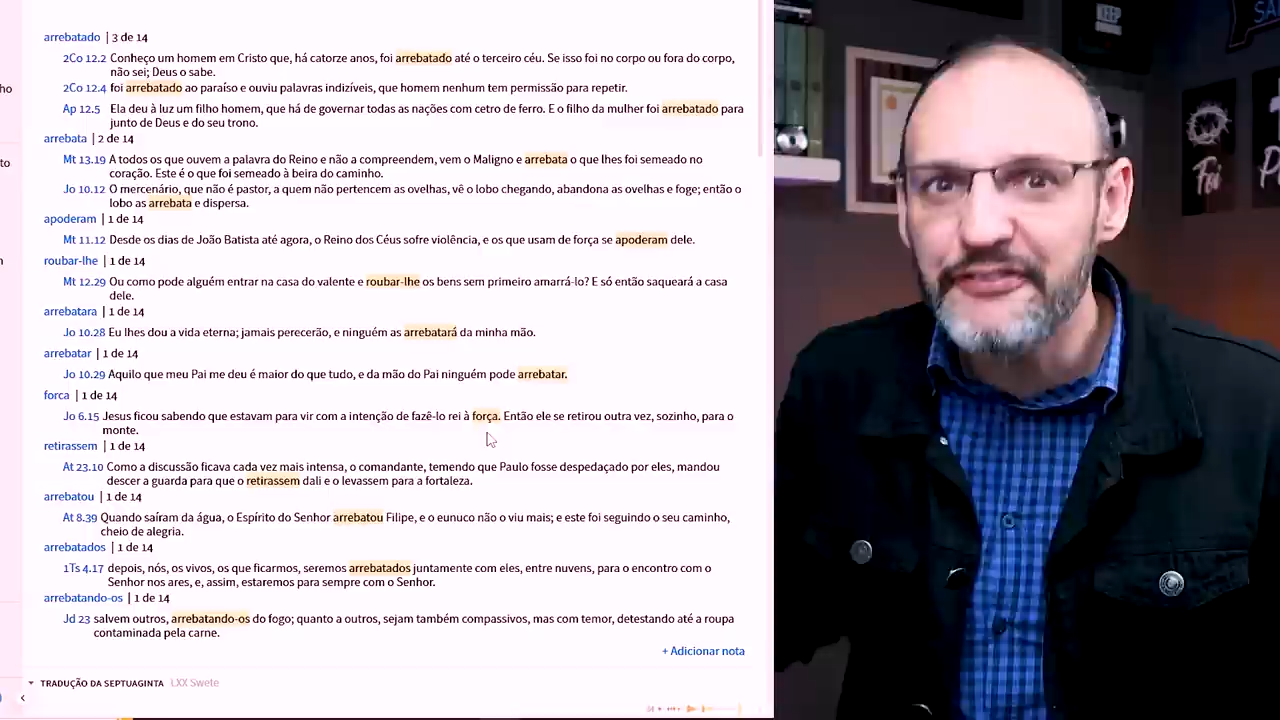 arrebatado | 3 de 14
2Co 12.2 Conheço um homem em Cristo que, há catorze anos, foi arrebatado até o terceiro céu. Se isso foi no corpo ou fora do corpo,
não sei; Deus o sabe.
2Co 12.4 foi arrebatado ao paraíso e ouviu palavras indizíveis, que homem nenhum tem permissão para repetir.
Ap 12.5 Ela deu à luz um filho homem, que há de governar todas as nações com cetro de ferro. E o filho da mulher foi arrebatado para
junto de Deus e do seu trono.
arrebata | 2 de 14
Mt 13.19 A todos os que ouvem a palavra do Reino e não a compreendem, vem o Maligno e arrebata o que lhes foi semeado no
coração. Este é o que foi semeado à beira do caminho.
Jo 10.12 O mercenário, que não é pastor, a quem não pertencem as ovelhas, vê o lobo chegando, abandona as ovelhas e foge; então o
lobo as arrebata e dispersa.
apoderam | 1 de 14
Mt 11.12 Desde os dias de João Batista até agora, o Reino dos Céus sofre violência, e os que usam de força se apoderam dele.
roubar-lhe | 1 de 14
Mt 12.29 Ou como pode alguém entrar na casa do valente e roubar-lhe os bens sem primeiro amarrá-lo? E só então saqueará a casa
dele.
arrebatara | 1 de 14
Jo 10.28 Eu lhes dou a vida eterna; jamais perecerão, e ninguém as arrebatará da minha mão.
arrebatar | 1 de 14
Jo 10.29 Aquilo que meu Pai me deu é maior do que tudo, e da mão do Pai ninguém pode arrebatar.
forca | 1 de 14
Jo 6.15 Jesus ficou sabendo que estavam para vir com a intenção de fazê-lo rei à força. Então ele se retirou outra vez, sozinho, para o
monte.
retirassem | 1 de 14
At 23.10 Como a discussão ficava cada vez mais intensa, o comandante, temendo que Paulo fosse despedaçado por eles, mandou
descer a guarda para que o retirassem dali e o levassem para a fortaleza.
arrebatou | 1 de 14
At 8.39 Quando saíram da água, o Espírito do Senhor arrebatou Filipe, e o eunuco não o viu mais; e este foi seguindo o seu caminho,
cheio de alegria.
arrebatados | 1 de 14
1Ts 4.17 depois, nós, os vivos, os que ficarmos, seremos arrebatados juntamente com eles, entre nuvens, para o encontro com o
Senhor nos ares, e, assim, estaremos para sempre com o Senhor.
arrebatando-os | 1 de 14
Jd 23 salvem outros, arrebatando-os do fogo; quanto a outros, sejam também compassivos, mas com temor, detestando até a roupa
contaminada pela carne.
+ Adicionar nota
TRADUÇÃO DA SEPTUAGINTA LXX Swete
Foi